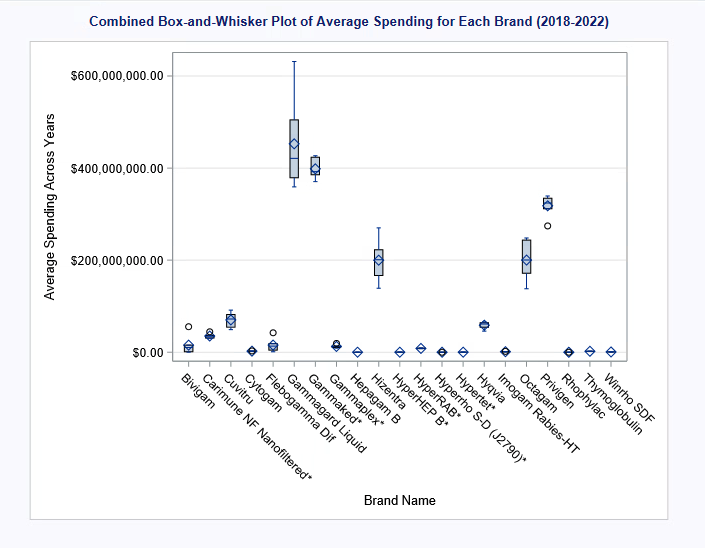 Combined Box-and-Whisker Plot of Average Spending for Each Brand (2018-2022)
$600,000,000.00
$400,000,000.00
$200,000,000.00
$0.00
Average Spending Across Years
Bivigam
Carimune NF Nanofiltered*
Cuvitru
Cytogam
Flebogamma Dif
Gammagard Liquid
Gammaked*
Gammaplex*
Hepagam B
Hizentra
HyperHEP B*
HyperRAB*
Hyperrho S-D (J2790)*
Hypertet*
Hyqvia
Imogam Rabies-HT
Octagam
Privigen
Rhophylac
Thymoglobulin
Winrho SDF
Brand Name